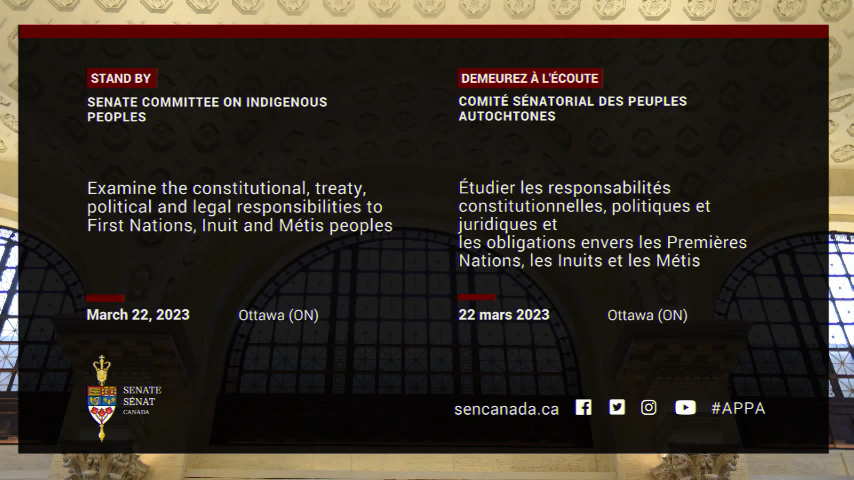 STAND BY
SENATE COMMITTEE ON INDIGENOUS
PEOPLES
Examine the constitutional, treaty,
political and legal responsibilities to
First Nations, Inuit and Métis peoples
March 22, 2023
Ottawa (ON)
DEMEUREZ À L'ÉCOUTE
COMITÉ SÉNATORIAL DES PEUPLES
AUTOCHTONES
Étudier les responsabilités
constitutionnelles, politiques et
juridiques et
les obligations envers les Premières
Nations, les Inuits et les Métis
22 mars 2023
Ottawa (ON)
SENATE
SÉNAT
CANADA
sencanada.ca
#APPA